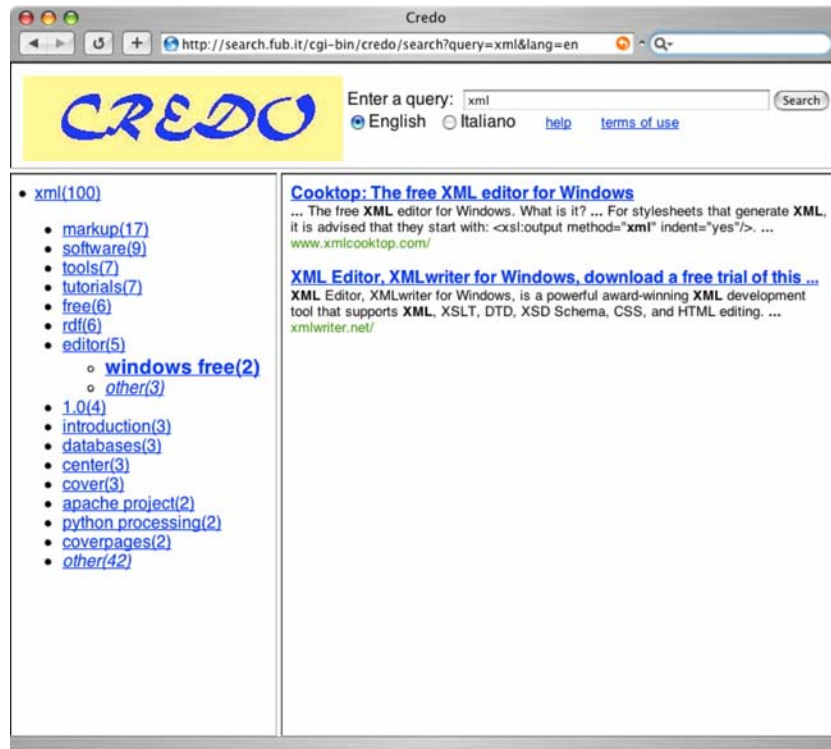 Credo
http://search.fub.it/cgi-bin/credo/search?query=xml&lang=en
CREDO
Enter a query: xml Search
English Italiano help terms of use
xml(100)
markup(17)
software(9)
tools(7)
tutorials(7)
free(6)
rdf(6)
editor(5)
windows free(2)
other(3)
1.0(4)
introduction(3)
databases(3)
center(3)
cover(3)
apache project(2)
python processing(2)
coverpages(2)
other(42)
Cooktop: The free XML editor for Windows
... The free XML editor for Windows. What is it? ... For stylesheets that generate XML,
it is advised that they start with: <xsl:output method="xml" indent="yes"/>. ...
www.xmlcooktop.com/
XML Editor, XMLwriter for Windows, download a free trial of this ...
XML Editor, XMLwriter for Windows, is a powerful award-winning XML development
tool that supports XML, XSLT, DTD, XSD Schema, CSS, and HTML editing. ...
xmlwriter.net/